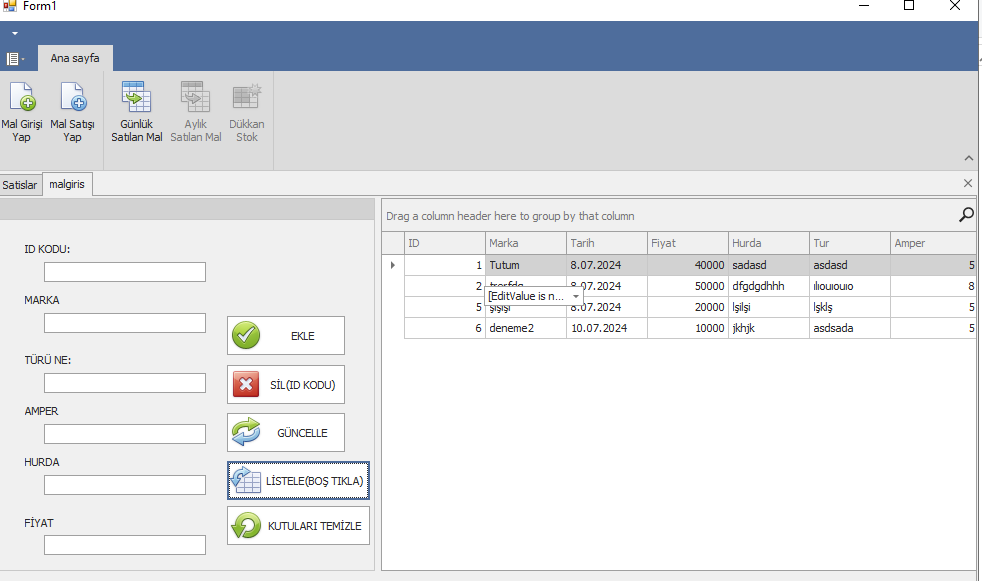 Form1
Ana sayfa
Mal Girişi Yap
Mal Satışı Yap
Günlük Satılan Mal
Aylık Satılan Mal
Dükkan Stok
Satislar malgiris
Drag a column header here to group by that column
ID Marka Tarih Fiyat Hurda Tur Amper
1 Tutum 8.07.2024 40000 sadasd asdasd 5
2 8.07.2024 50000 dfgdgdhhh ılıouıouıo 8
[EditValue is n...
5 şişişi 8.07.2024 20000 lşilşi lşklş 5
6 deneme2 10.07.2024 10000 jkhjk asdsada 5
ID KODU:
MARKA
TÜRÜ NE:
AMPER
HURDA
FİYAT
EKLE
SİL(ID KODU)
GÜNCELLE
LİSTELE(BOŞ TIKLA)
KUTULARI TEMİZLE